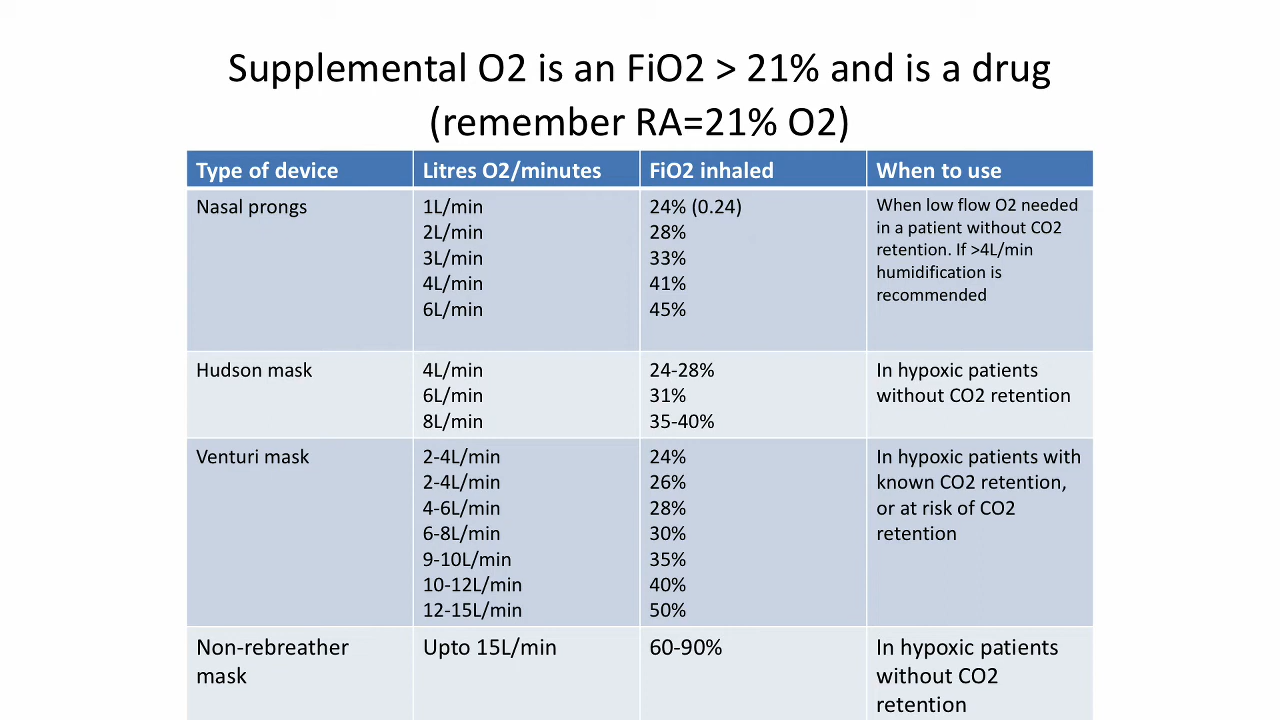 Supplemental O2 is an FiO2 > 21% and is a drug
(remember RA=21% O2)
Type of device
Litres O2/minutes
FiO2 inhaled
When to use
Nasal prongs
1L/min
2L/min
3L/min
4L/min
6L/min
24% (0.24)
28%
33%
41%
45%
When low flow O2 needed
in a patient without CO2
retention. If >4L/min
humidification is
recommended
Hudson mask
4L/min
6L/min
8L/min
24-28%
31%
35-40%
In hypoxic patients
without CO2 retention
Venturi mask
2-4L/min
2-4L/min
4-6L/min
6-8L/min
9-10L/min
10-12L/min
12-15L/min
24%
26%
28%
30%
35%
40%
50%
In hypoxic patients with
known CO2 retention,
or at risk of CO2
retention
Non-rebreather
mask
Upto 15L/min
60-90%
In hypoxic patients
without CO2
retention